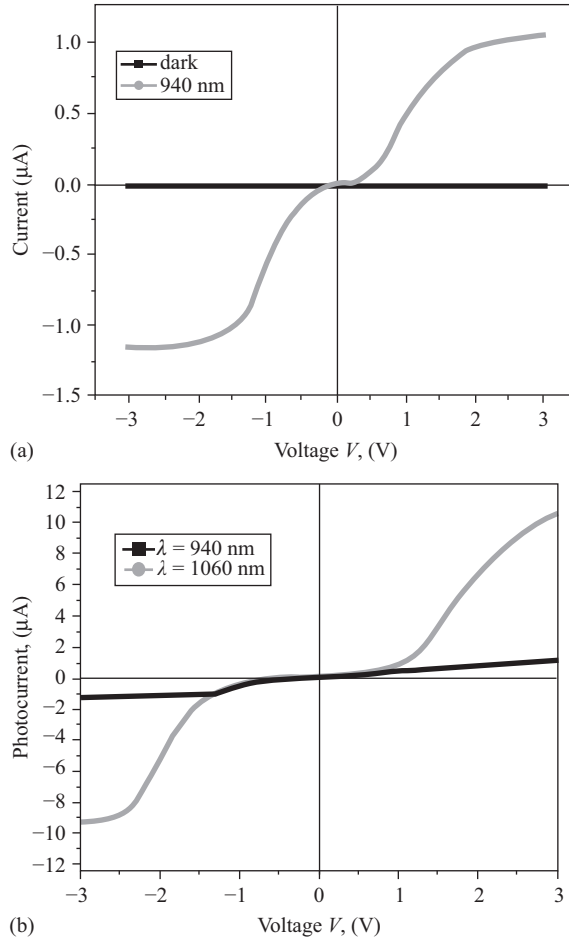 1.0
0.5
0.0
−0.5
−1.0
−1.5
Current (μA)
dark
940 nm
−3 −2 −1 0 1 2 3
Voltage V, (V)
(a)
12
10
8
6
4
2
0
−2
−4
−6
−8
−10
−12
Photocurrent, (μA)
λ = 940 nm
λ = 1060 nm
−3 −2 −1 0 1 2 3
Voltage V, (V)
(b)